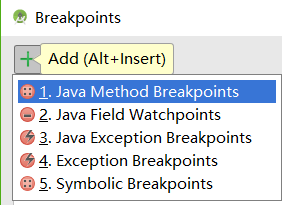 Breakpoints
Add (Alt+Insert)
1. Java Method Breakpoints
2. Java Field Watchpoints
3. Java Exception Breakpoints
4. Exception Breakpoints
5. Symbolic Breakpoints